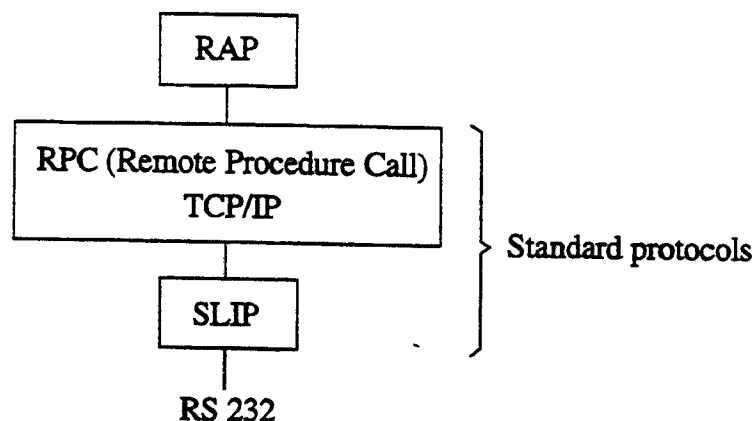 RAP
RPC (Remote Procedure Call)
TCP/IP
Standard protocols
SLIP
RS 232